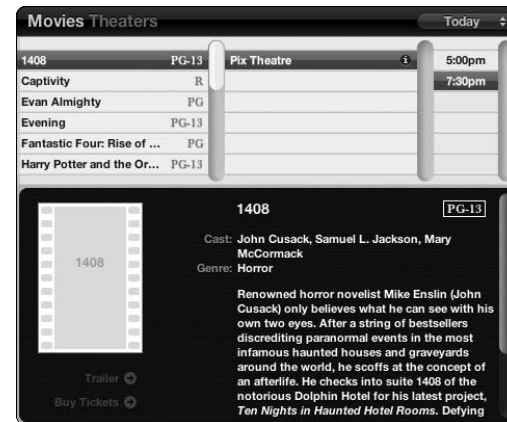 Movies Theaters Today
1408 PG-13 Pix Theatre 5:00pm
Captivity R 7:30pm
Evan Almighty PG
Evening PG-13
Fantastic Four: Rise of ... PG
Harry Potter and the Or... PG-13
1408 PG-13
Cast: John Cusack, Samuel L. Jackson, Mary
McCormack
Genre: Horror
1408
Renowned horror novelist Mike Enslin (John
Cusack) only believes what he can see with his
own two eyes. After a string of bestsellers
discrediting paranormal events in the most
infamous haunted houses and graveyards
around the world, he scoffs at the concept of
an afterlife. He checks into suite 1408 of the
notorious Dolphin Hotel for his latest project,
Ten Nights in Haunted Hotel Rooms. Defying
Trailer
Buy Tickets